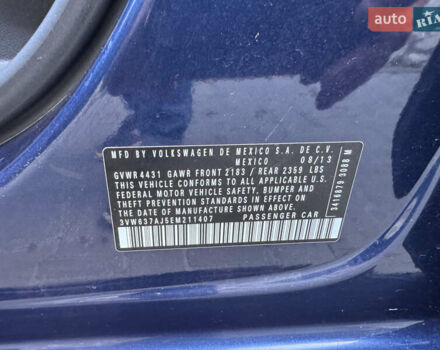 auto RIA
MFD BY VOLKSWAGEN DE MEXICO S.A. DE C.V.
MEXICO 08/13
GVWR 4431 GAWR FRONT 2183 / REAR 2359 LBS
THIS VEHICLE CONFORMS TO ALL APPLICABLE U.S.
FEDERAL MOTOR VEHICLE SAFETY, BUMPER AND
THEFT PREVENTION STANDARDS IN EFFECT ON THE
DATE OF MANUFACTURE SHOWN ABOVE.
3VW637AJ5EM211407 PASSENGER CAR
3419879 3088 M